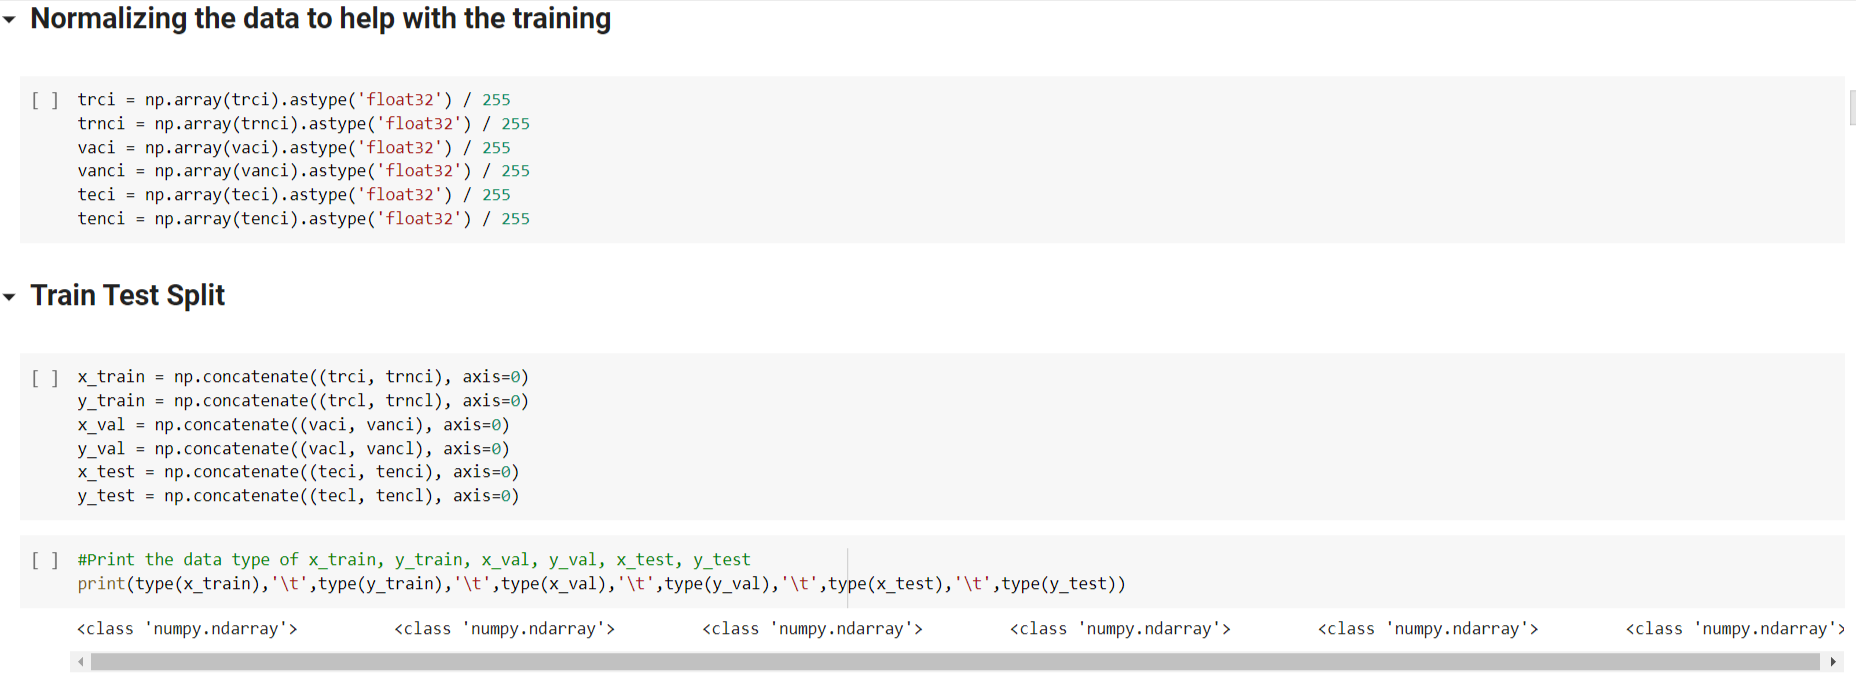 Normalizing the data to help with the training
[ ] trci = np.array(trci).astype('float32') / 255
trnci = np.array(trnci).astype('float32') / 255
vaci = np.array(vaci).astype('float32') / 255
vanci = np.array(vanci).astype('float32') / 255
teci = np.array(teci).astype('float32') / 255
tenci = np.array(tenci).astype('float32') / 255
Train Test Split
[ ] x_train = np.concatenate((trci, trnci), axis=0)
y_train = np.concatenate((trcl, trncl), axis=0)
x_val = np.concatenate((vaci, vanci), axis=0)
y_val = np.concatenate((vacl, vancl), axis=0)
x_test = np.concatenate((teci, tenci), axis=0)
y_test = np.concatenate((tecl, tencl), axis=0)
[ ] #Print the data type of x_train, y_train, x_val, y_val, x_test, y_test
print(type(x_train),'\t',type(y_train),'\t',type(x_val),'\t',type(y_val),'\t',type(x_test),'\t',type(y_test))
<class 'numpy.ndarray'> <class 'numpy.ndarray'> <class 'numpy.ndarray'> <class 'numpy.ndarray'> <class 'numpy.ndarray'> <class 'numpy.ndarray'>